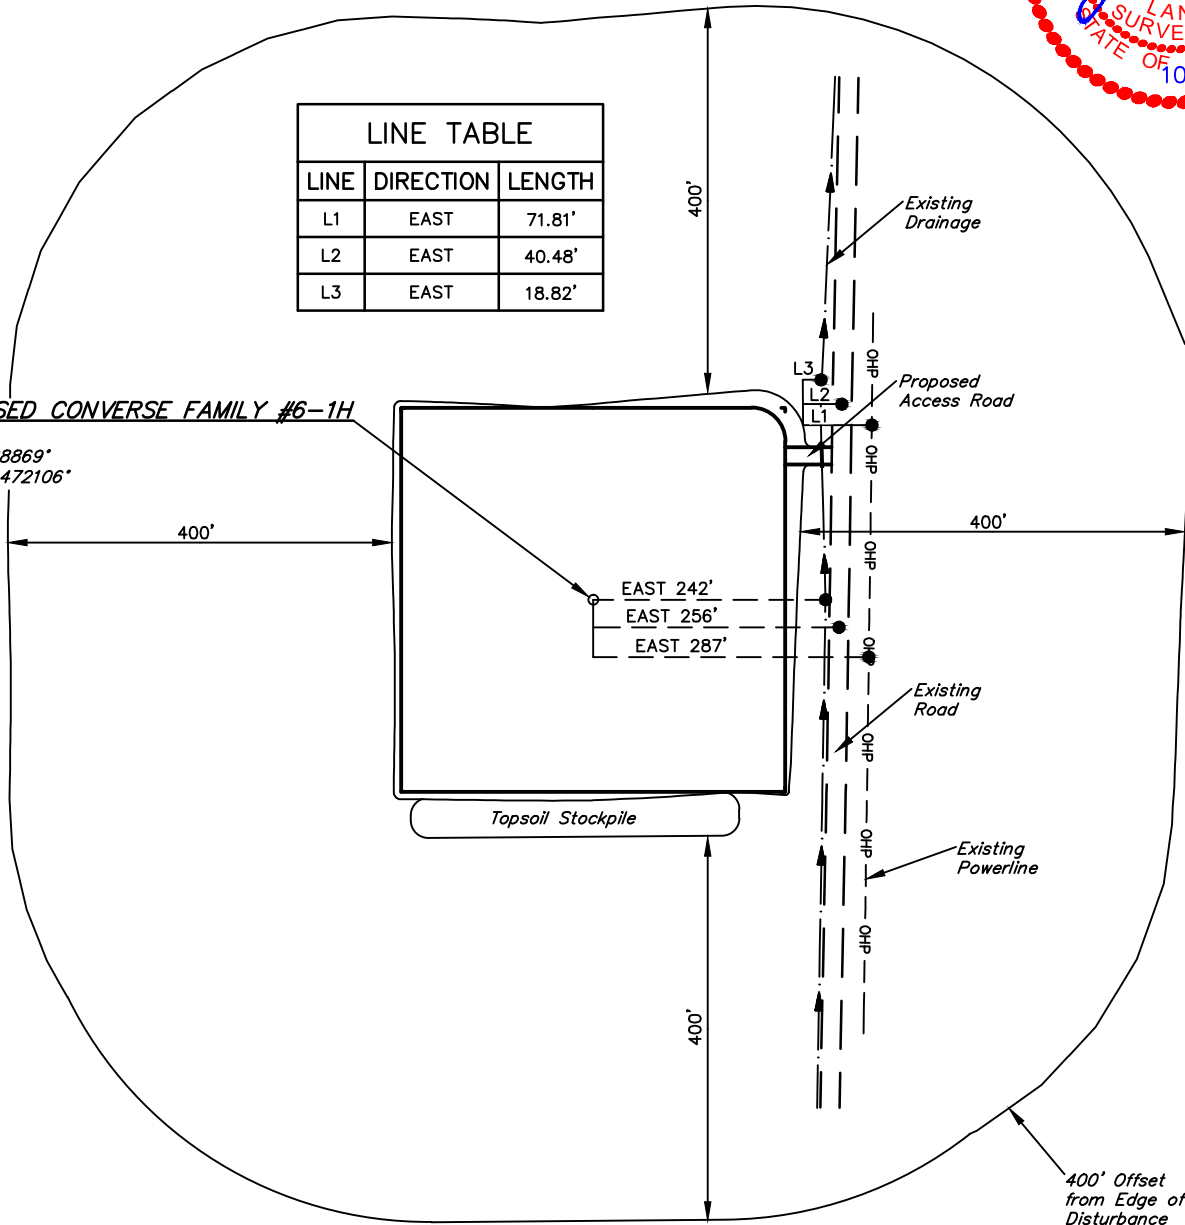 LAN
SURVE
STATE OF
10
LINE TABLE
LINE DIRECTION LENGTH
L1 EAST 71.81'
L2 EAST 40.48'
L3 EAST 18.82'
400'
Existing
Drainage
OHP
L3
L2
L1
Proposed
Access Road
SED CONVERSE FAMILY #6-1H
8869°
472106°
OHP
400'
400'
OHP
EAST 242'
EAST 256'
EAST 287'
OHP
Existing
Road
OHP
Topsoil Stockpile
OHP
Existing
Powerline
OHP
400'
400' Offset
from Edge of
Disturbance